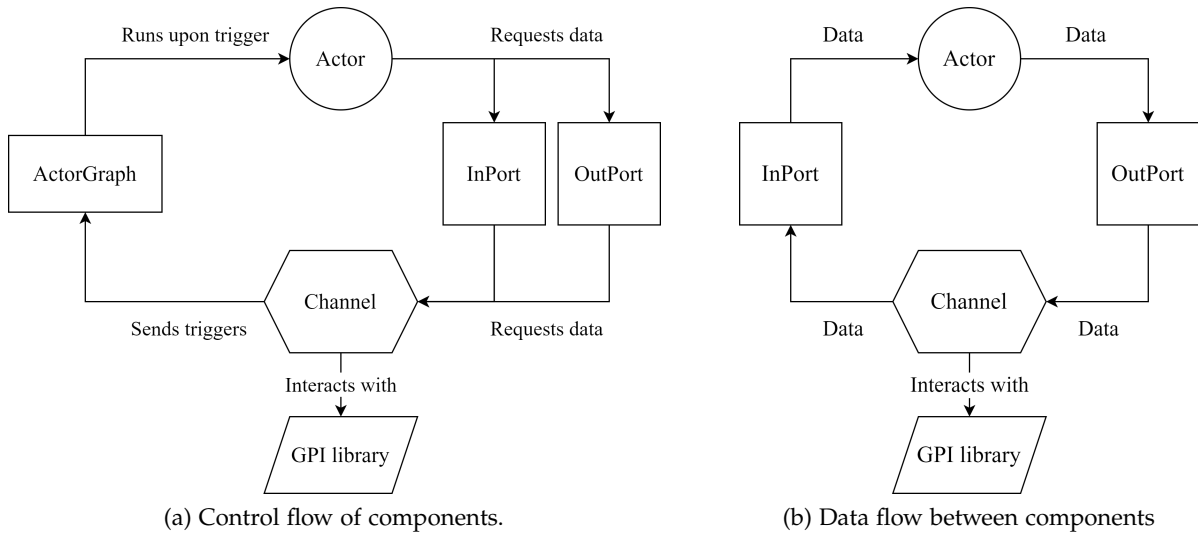 Runs upon trigger
Requests data
Actor
ActorGraph
InPort
OutPort
Channel
Sends triggers
Requests data
Interacts with
GPI library
(a) Control flow of components.
Data
Data
Actor
InPort
OutPort
Channel
Data
Data
Interacts with
GPI library
(b) Data flow between components